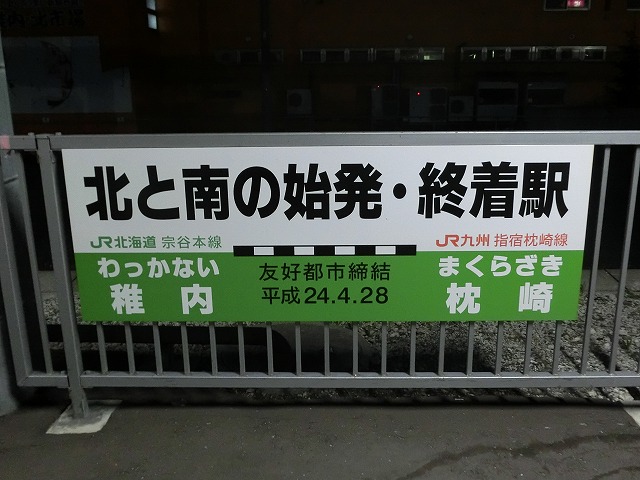 北と南の始発・終着駅
JR北海道 宗谷本線
JR九州 指宿枕崎線
わっかない
稚内
友好都市締結
平成24.4.28
まくらざき
枕崎